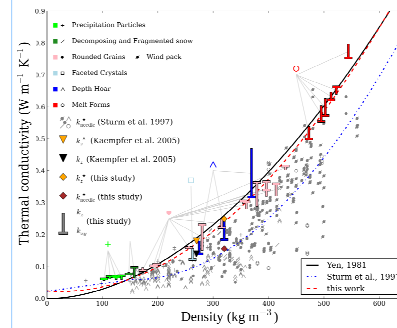 0.9
0.8
0.7
0.6
0.5
0.4
0.3
0.2
0.1
0.0
Thermal conductivity (W m⁻¹ K⁻¹)
Precipitation Particles
Decomposing and Fragmented snow
Rounded Grains
Wind pack
Faceted Crystals
Depth Hoar
Melt Forms
(Sturm et al. 1997)
(Kaempfer et al. 2005)
(Kaempfer et al. 2005)
(this study)
(this study)
(this study)
Yen, 1981
Sturm et al., 199
this work
0 100 200 300 400 500 600
Density (kg m⁻³)